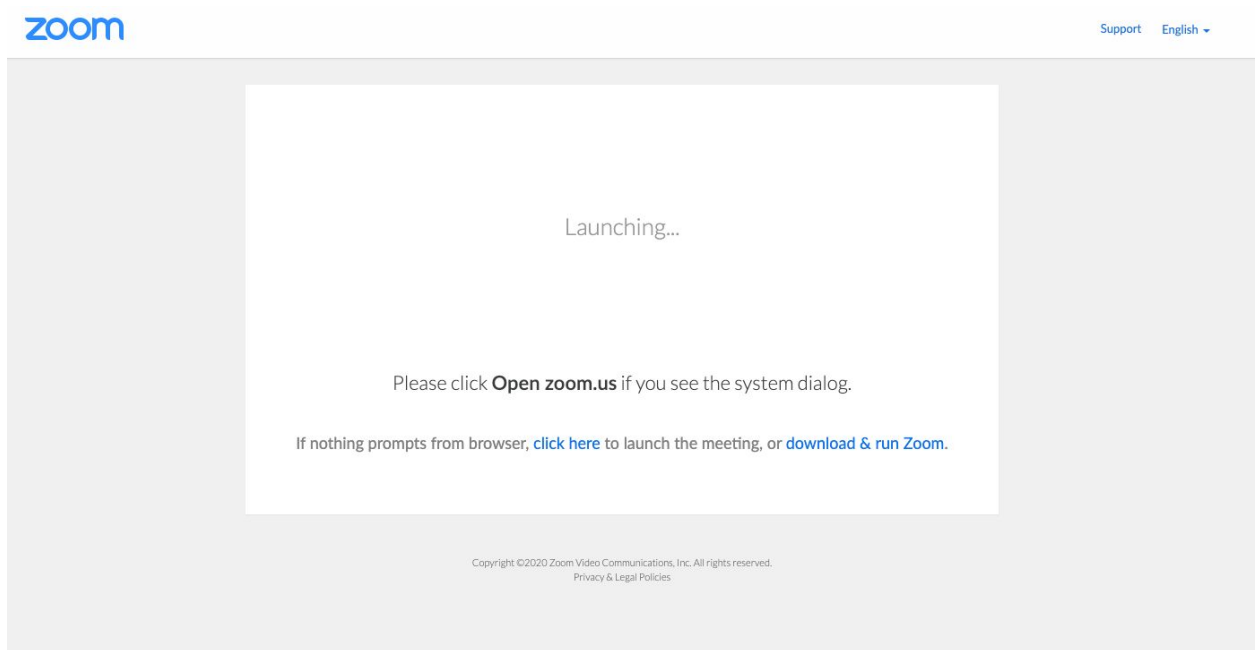 zoom
Support English
Launching...
Please click Open zoom.us if you see the system dialog.
If nothing prompts from browser, click here to launch the meeting, or download & run Zoom.
Copyright ©2020 Zoom Video Communications, Inc. All rights reserved.
Privacy & Legal Policies